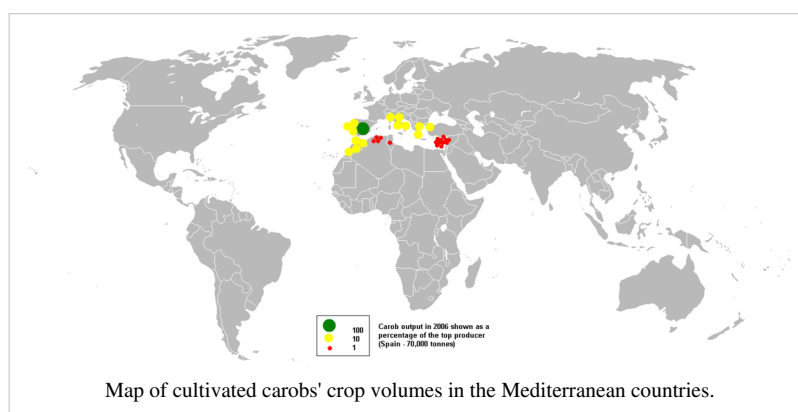 100
10
1
Carob output in 2006 shown as a
percentage of the top producer
(Spain - 70,000 tonnes)
Map of cultivated carobs' crop volumes in the Mediterranean countries.